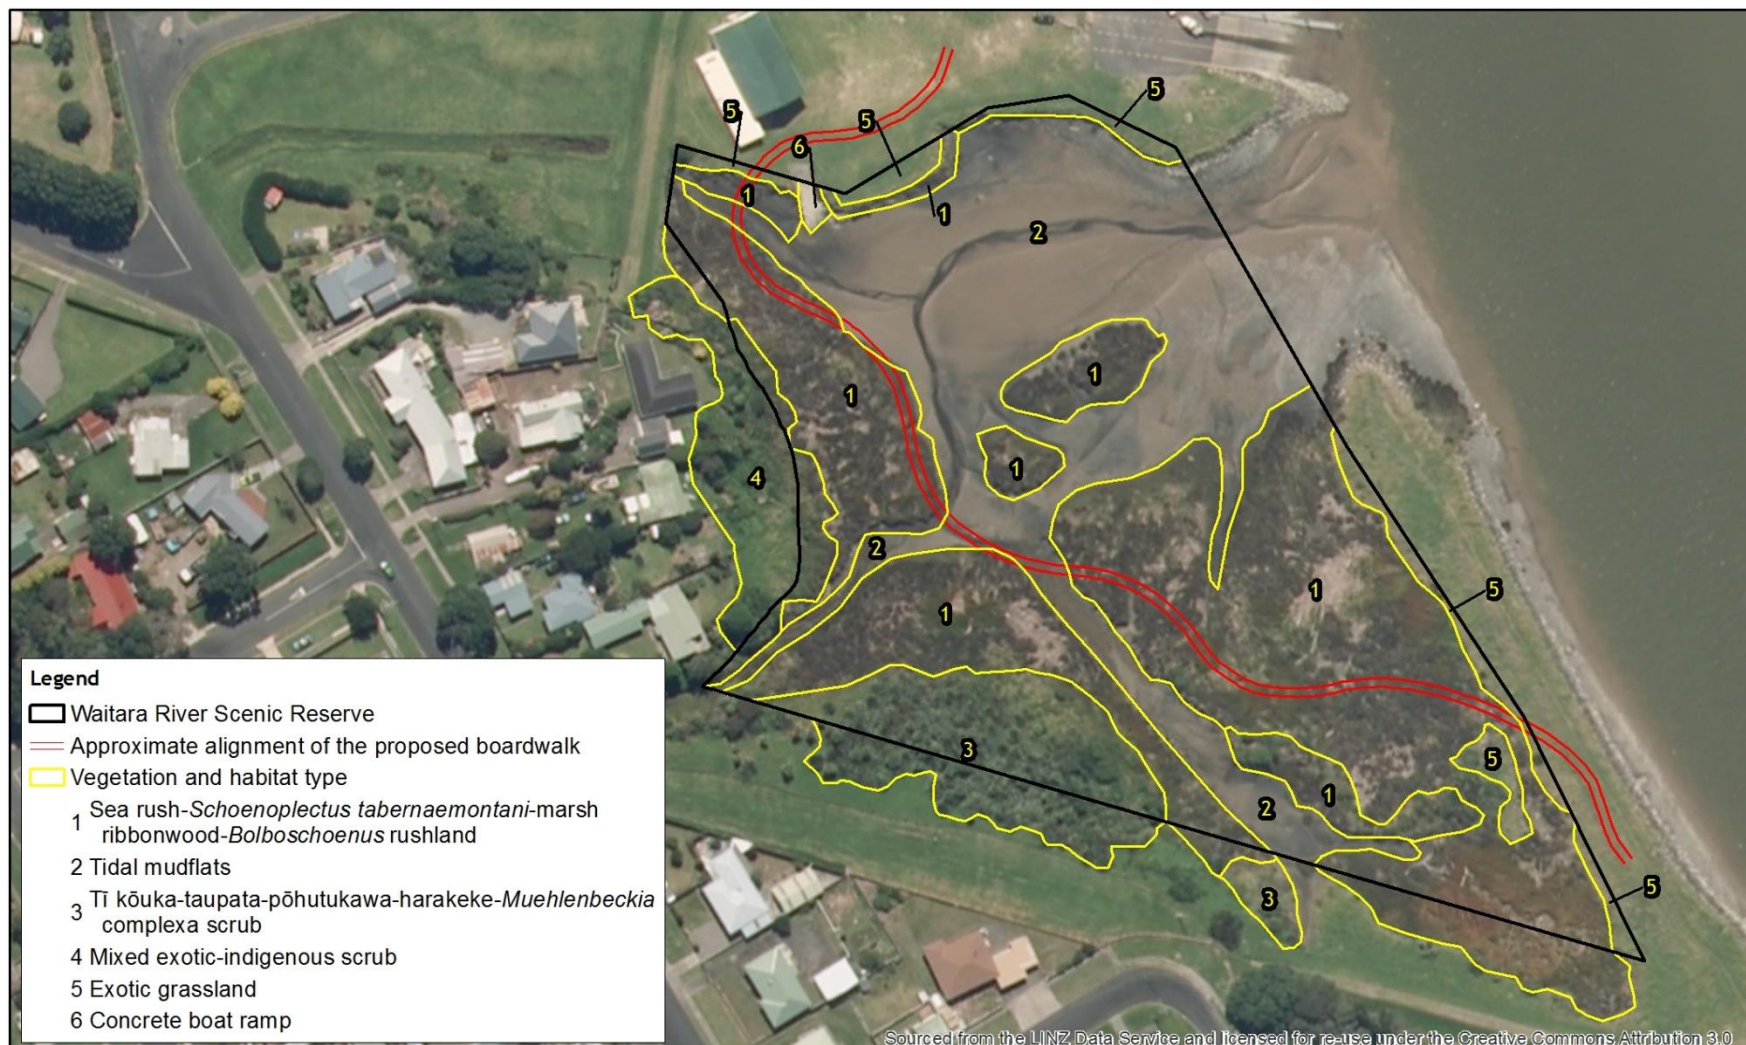 5
5
5
6
1
1
2
1
1
1
4
2
1
1
5
3
5
2
1
3
5
Legend
Waitara River Scenic Reserve
Approximate alignment of the proposed boardwalk
Vegetation and habitat type
1 Sea rush-Schoenoplectus tabernaemontani-marsh
ribbonwood-Bolboschoenus rushland
2 Tidal mudflats
3 Tī kōuka-taupata-pōhutukawa-harakeke-Muehlenbeckia
complexa scrub
4 Mixed exotic-indigenous scrub
5 Exotic grassland
6 Concrete boat ramp
Sourced from the LINZ Data Service and licensed for re-use under the Creative Commons Attribution 3.0